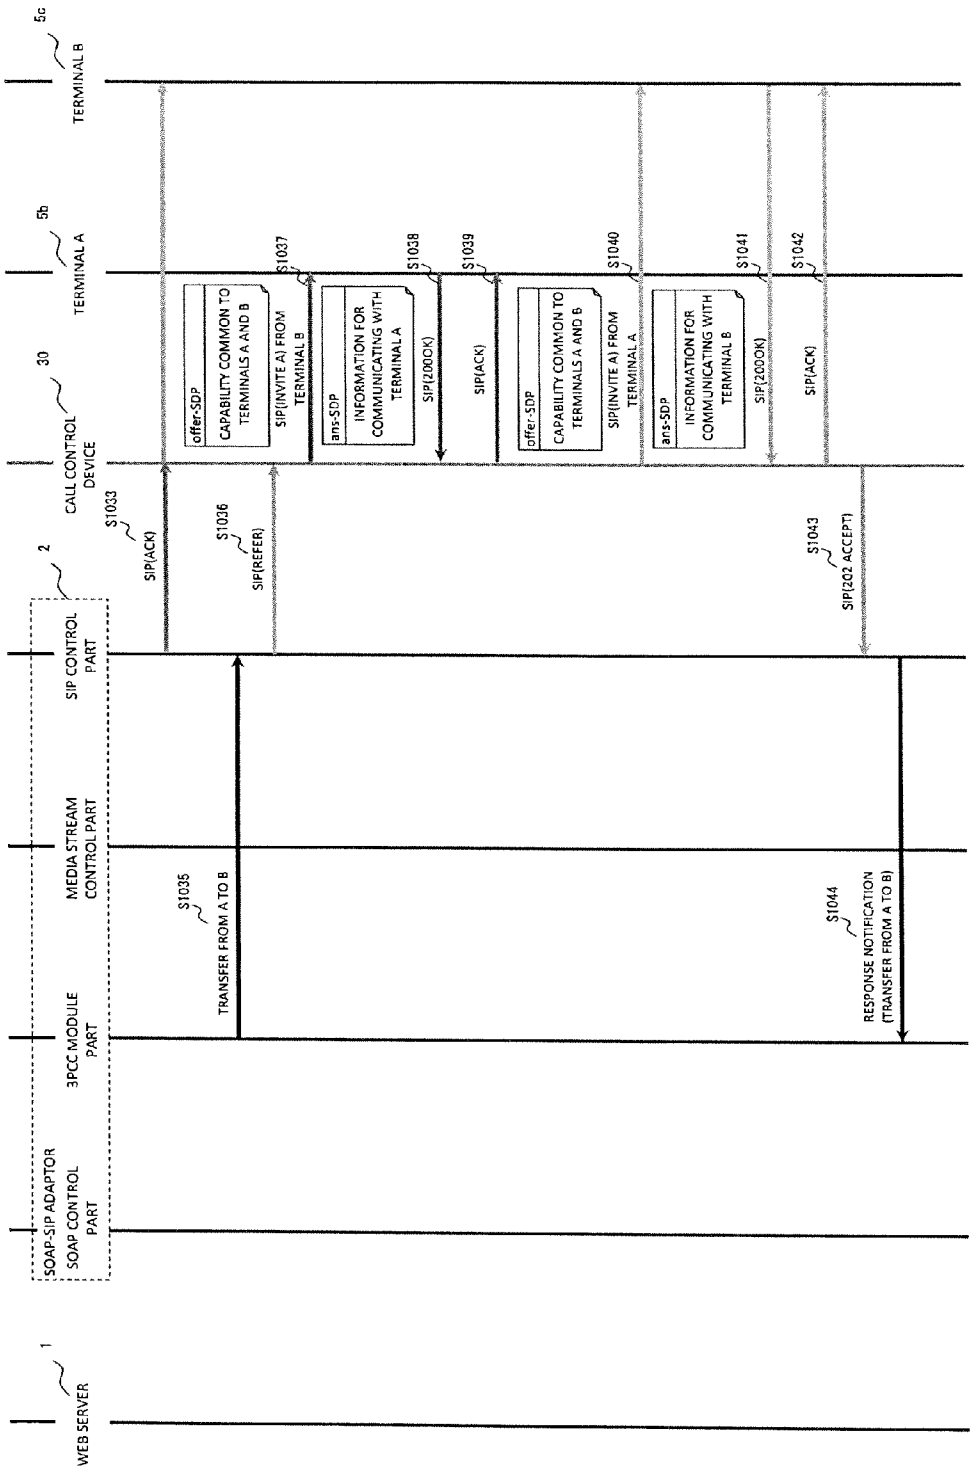 WEB SERVER
1
SOAP-SIP ADAPTOR
2
SOAP CONTROL
PART
3PCC MODULE
PART
MEDIA STREAM
CONTROL PART
SIP CONTROL
PART
CALL CONTROL
DEVICE
30
TERMINAL A
5b
TERMINAL B
5c
S1033
SIP(ACK)
S1035
TRANSFER FROM A TO B
S1036
SIP(REFER)
offer-SDP
CAPABILITY COMMON TO
TERMINALS A AND B
SIP(INVITE A) FROM
TERMINAL B
S1037
ans-SDP
INFORMATION FOR
COMMUNICATING WITH
TERMINAL A
SIP(200OK)
S1038
SIP(ACK)
S1039
offer-SDP
CAPABILITY COMMON TO
TERMINALS A AND B
SIP(INVITE A) FROM
TERMINAL A
S1040
ans-SDP
INFORMATION FOR
COMMUNICATING WITH
TERMINAL B
SIP(200OK)
S1041
SIP(ACK)
S1042
S1043
SIP(202 ACCEPT)
S1044
RESPONSE NOTIFICATION
(TRANSFER FROM A TO B)